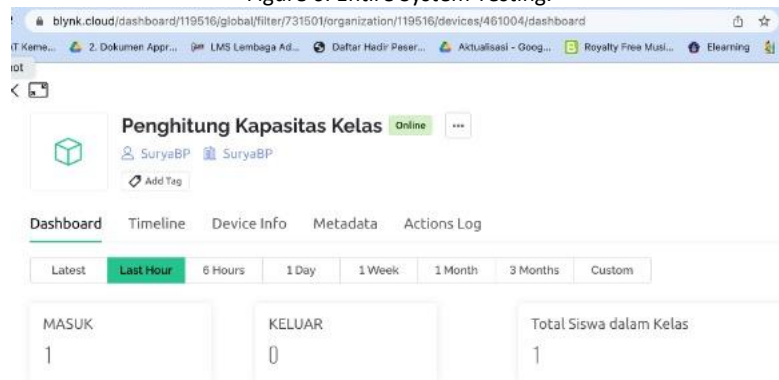 Figure 6. Entire System Testing.
blynk.cloud/dashboard/119516/global/filter/731501/organization/119516/devices/461004/dashboard
T Keme... 2. Dokumen Appr... LMS Lembaga Ad... Daftar Hadir Peser... Aktualisasi - Goog... Royalty Free Musi... Elearning
ot
Penghitung Kapasitas Kelas Online ...
SuryaBP SuryaBP
Add Tag
Dashboard Timeline Device Info Metadata Actions Log
Latest Last Hour 6 Hours 1 Day 1 Week 1 Month 3 Months Custom
MASUK KELUAR Total Siswa dalam Kelas
1 0 1